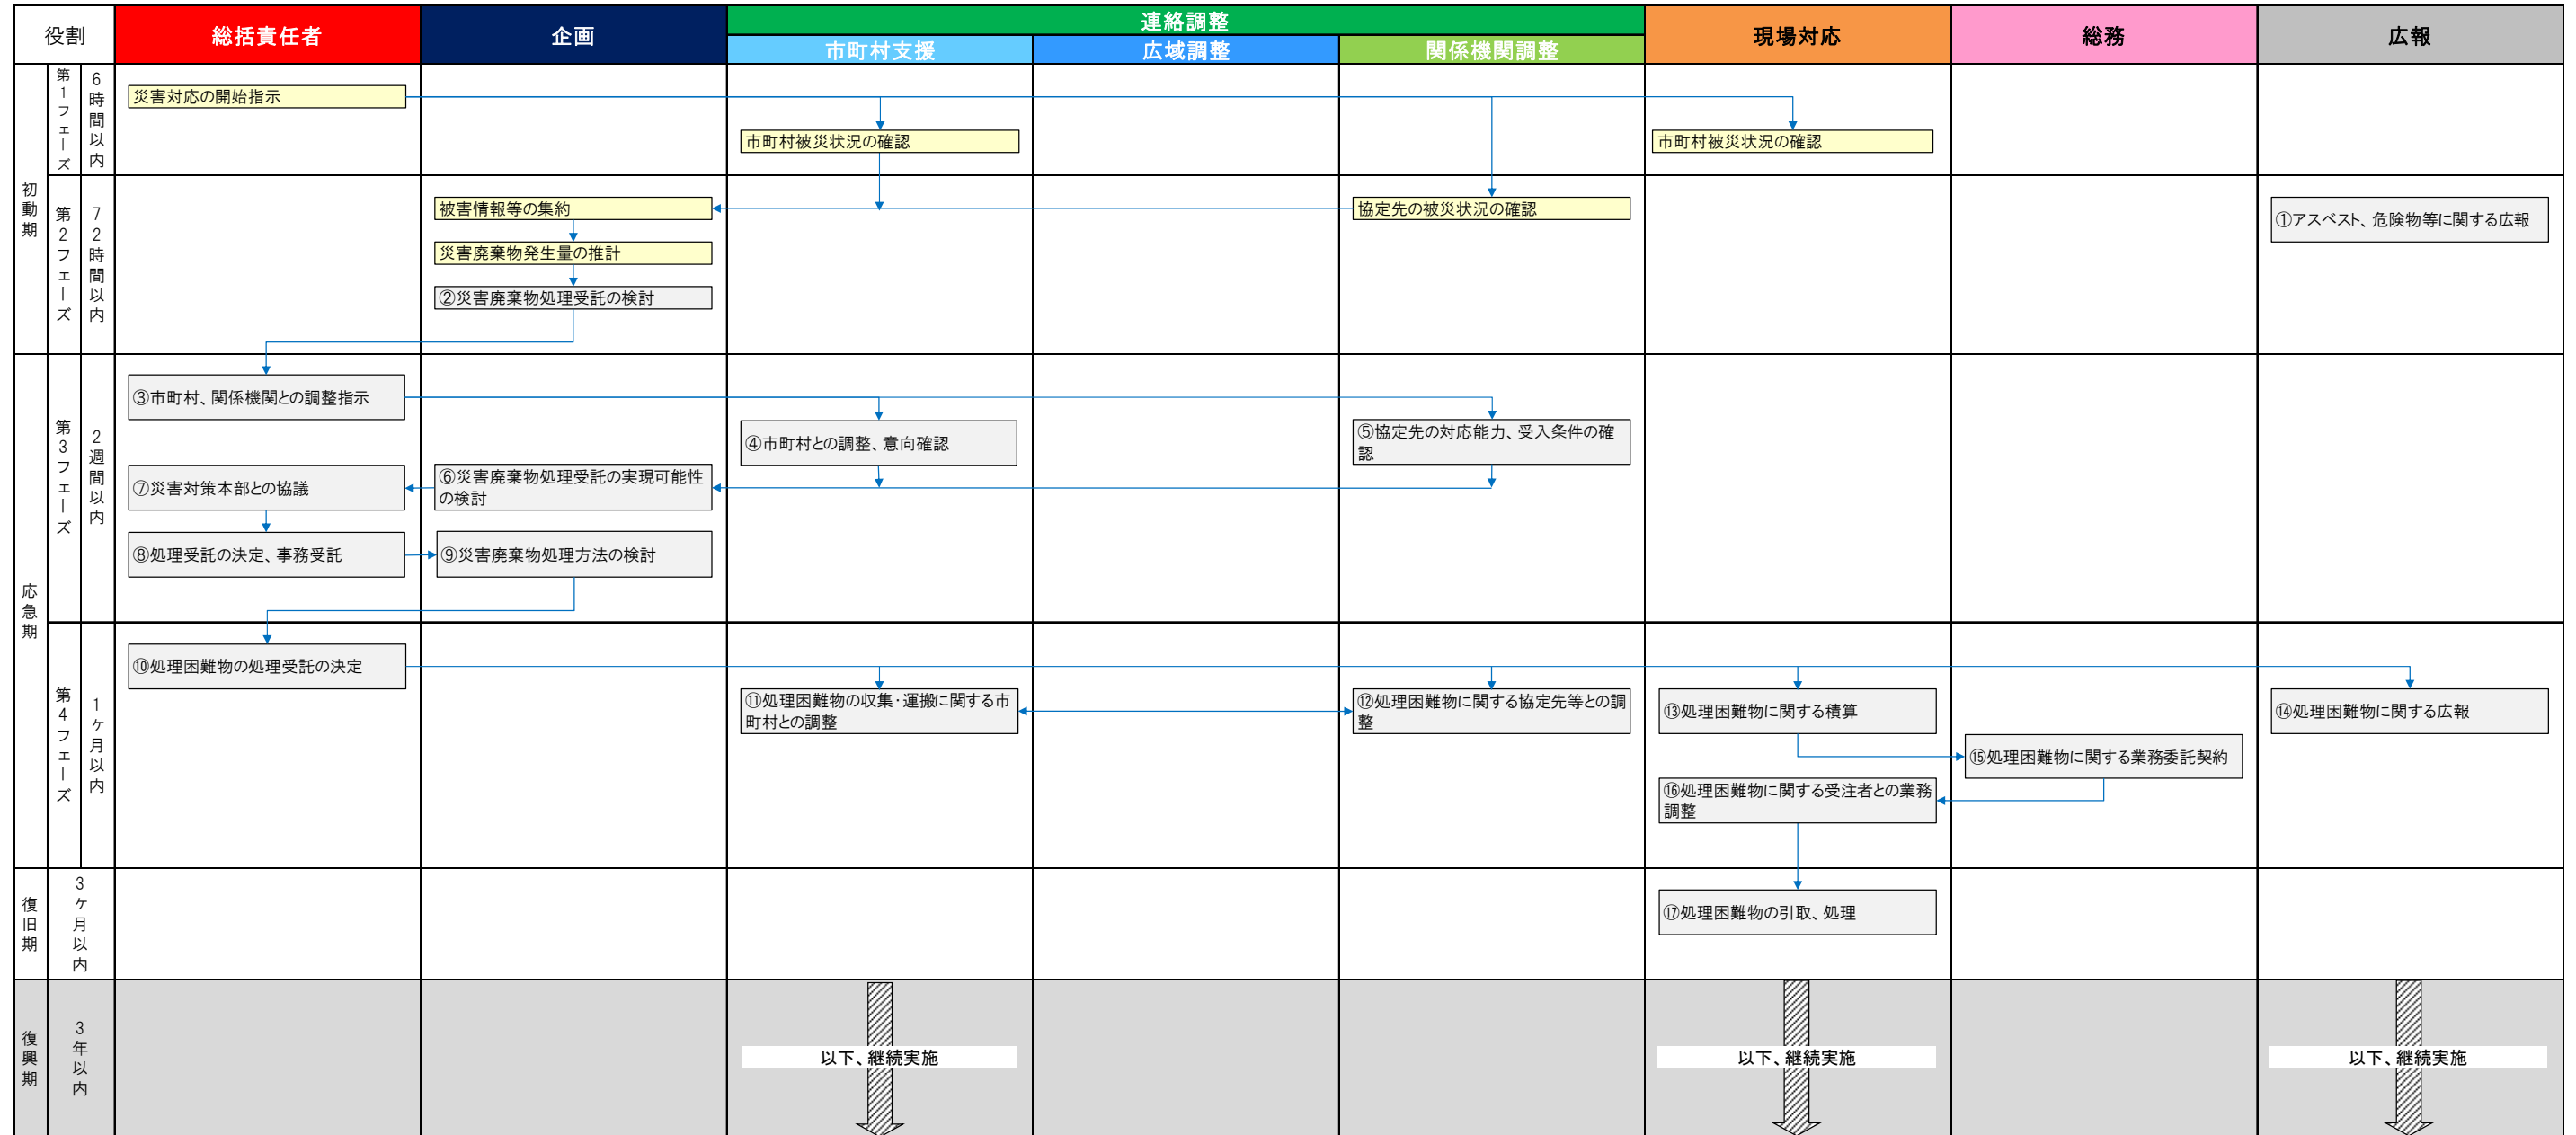 役割
総括責任者
企画
連絡調整
市町村支援
広域調整
関係機関調整
現場対応
総務
広報
初動期
第1フェーズ
6時間以内
災害対応の開始指示
市町村被災状況の確認
市町村被災状況の確認
第2フェーズ
72時間以内
被害情報等の集約
協定先の被災状況の確認
①アスベスト、危険物等に関する広報
災害廃棄物発生量の推計
②災害廃棄物処理受託の検討
応急期
第3フェーズ
2週間以内
③市町村、関係機関との調整指示
④市町村との調整、意向確認
⑤協定先の対応能力、受入条件の確
認
⑦災害対策本部との協議
⑥災害廃棄物処理受託の実現可能性
の検討
⑧処理受託の決定、事務受託
⑨災害廃棄物処理方法の検討
第4フェーズ
1ヶ月以内
⑩処理困難物の処理受託の決定
⑪処理困難物の収集・運搬に関する市
町村との調整
⑫処理困難物に関する協定先等との調
整
⑬処理困難物に関する積算
⑭処理困難物に関する広報
⑮処理困難物に関する業務委託契約
⑯処理困難物に関する受注者との業務
調整
復旧期
3ヶ月以内
⑰処理困難物の引取、処理
復興期
3年以内
以下、継続実施
以下、継続実施
以下、継続実施